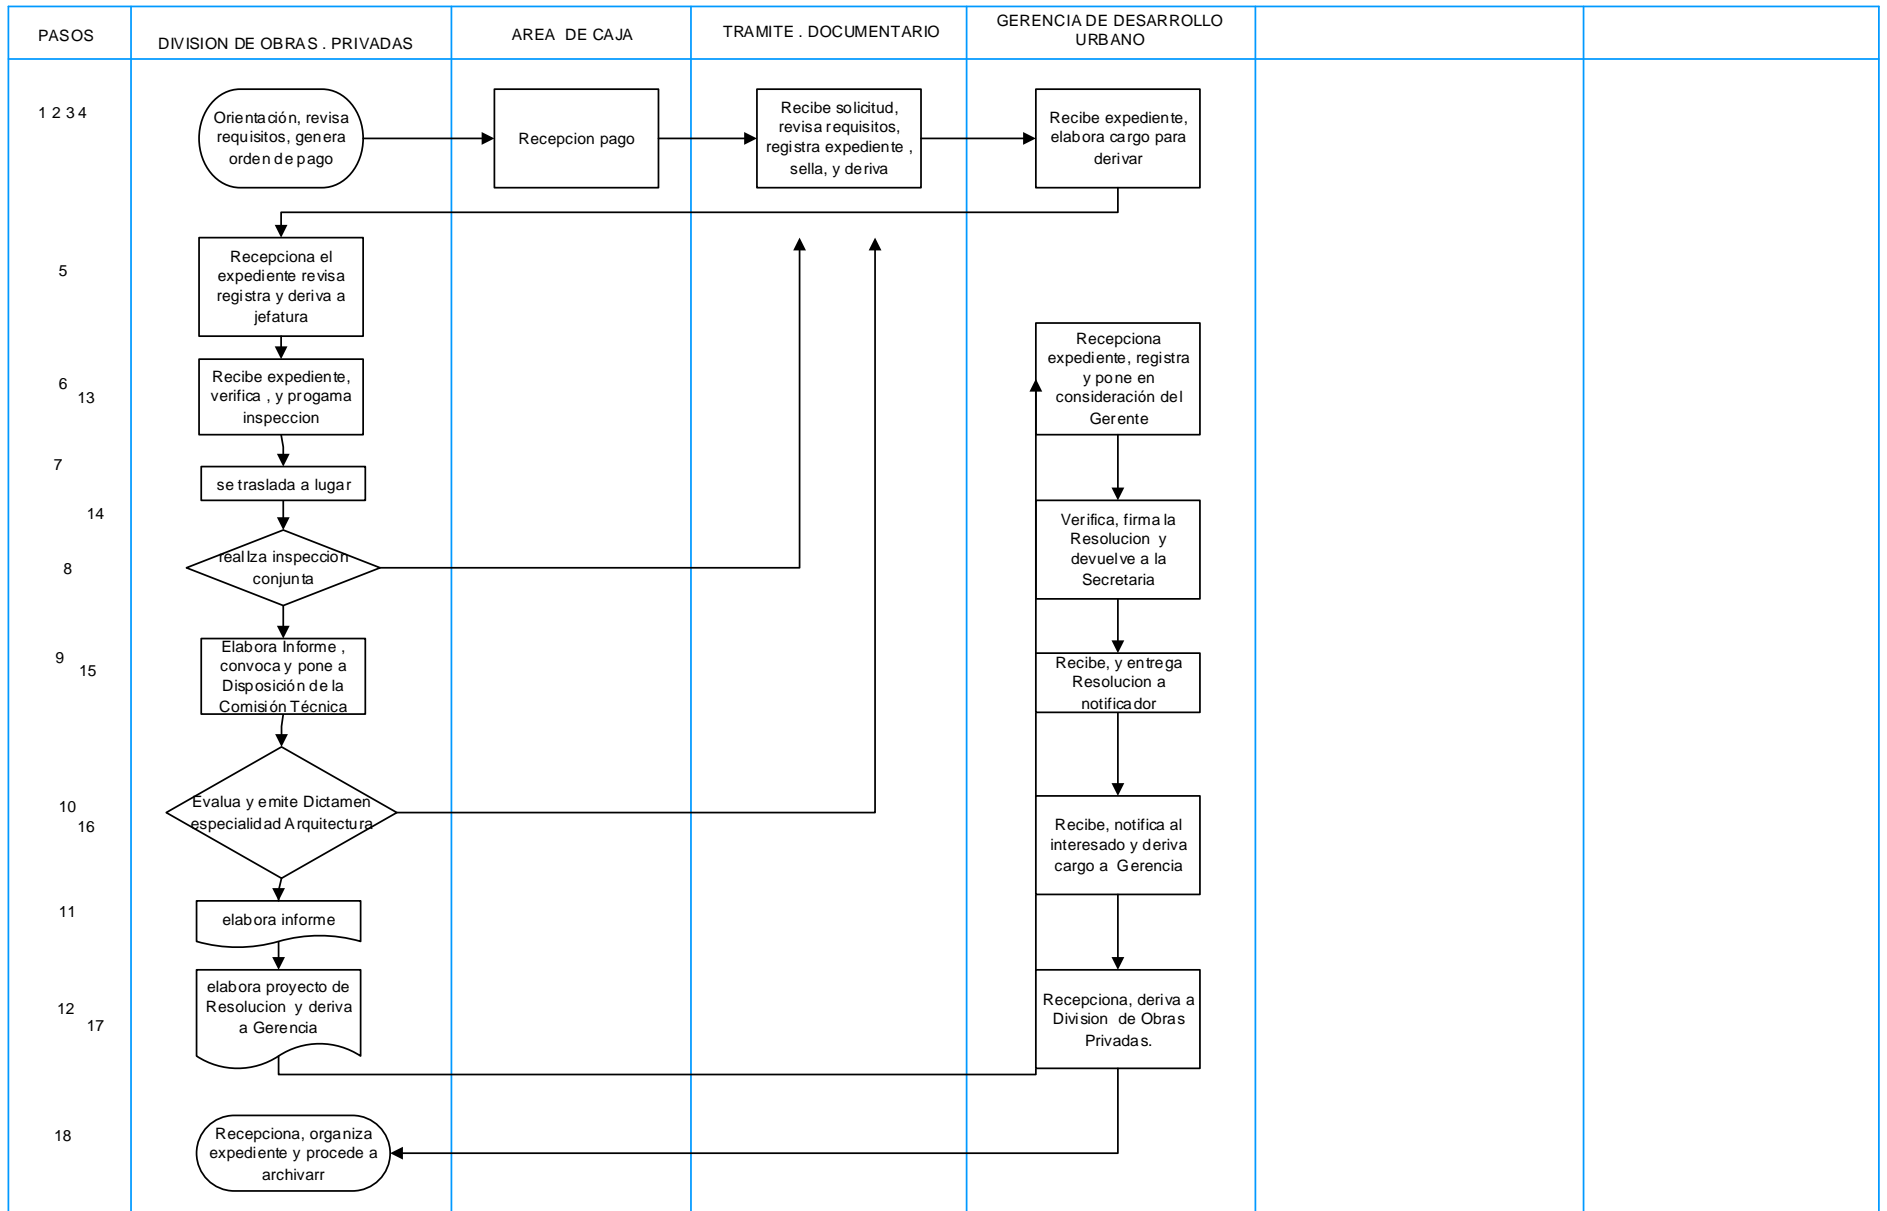 PASOS
DIVISION DE OBRAS . PRIVADAS
AREA DE CAJA
TRAMITE . DOCUMENTARIO
GERENCIA DE DESARROLLO
URBANO
1 2 3 4
Orientación, revisa
requisitos, genera
orden de pago
Recepcion pago
Recibe solicitud,
revisa requisitos,
registra expediente ,
sella, y deriva
Recibe expediente,
elabora cargo para
derivar
5
Recepciona el
expediente revisa
registra y deriva a
jefatura
6
13
Recibe expediente,
verifica , y progama
inspeccion
Recepciona
expediente, registra
y pone en
consideración del
Gerente
7
se traslada a lugar
14
Verifica, firma la
Resolucion y
devuelve a la
Secretaria
8
realIza inspeccion
conjunta
9
15
Elabora Informe ,
convoca y pone a
Disposición de la
Comisión Técnica
Recibe, y entrega
Resolucion a
notificador
10
16
Evalua y emite Dictamen
especialidad Arquitectura
Recibe, notifica al
interesado y deriva
cargo a Gerencia
11
elabora informe
12
17
elabora proyecto de
Resolucion y deriva
a Gerencia
Recepciona, deriva a
Division de Obras
Privadas.
18
Recepciona, organiza
expediente y procede a
archivarr